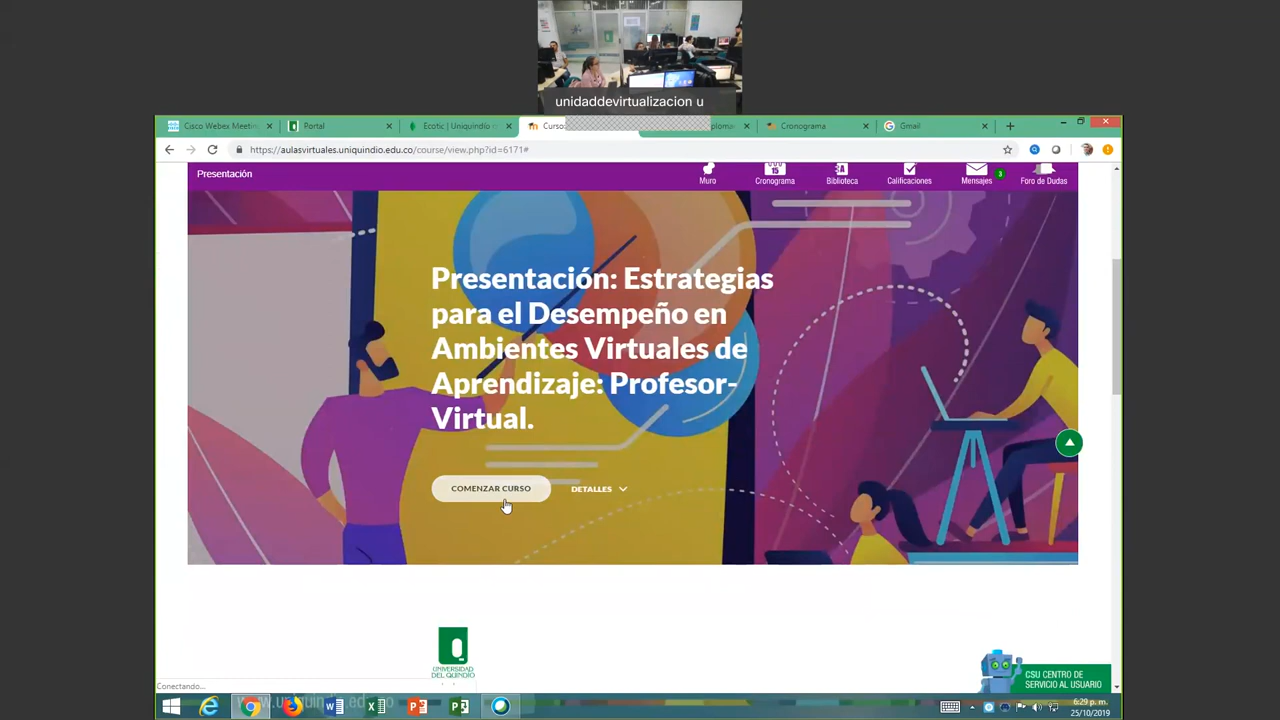 unidaddevirtualizacion u
Cisco Webex Meetin
Portal
Ecotic | Uniquindío
Curso
Cronograma
Gmail
https://aulasvirtuales.uniquindio.edu.co/course/view.php?id=6171#
Presentación
15
Muro
Cronograma
Biblioteca
Calificaciones
Mensajes
3
Foro de Dudas
Presentación: Estrategias
para el Desempeño en
Ambientes Virtuales de
Aprendizaje: Profesor-
Virtual.
COMENZAR CURSO
DETALLES
UNIVERSIDAD
DEL QUINDÍO
CSU CENTRO DE
SERVICIO AL USUARIO
Conectando...
6:29 p.m.
25/10/2019